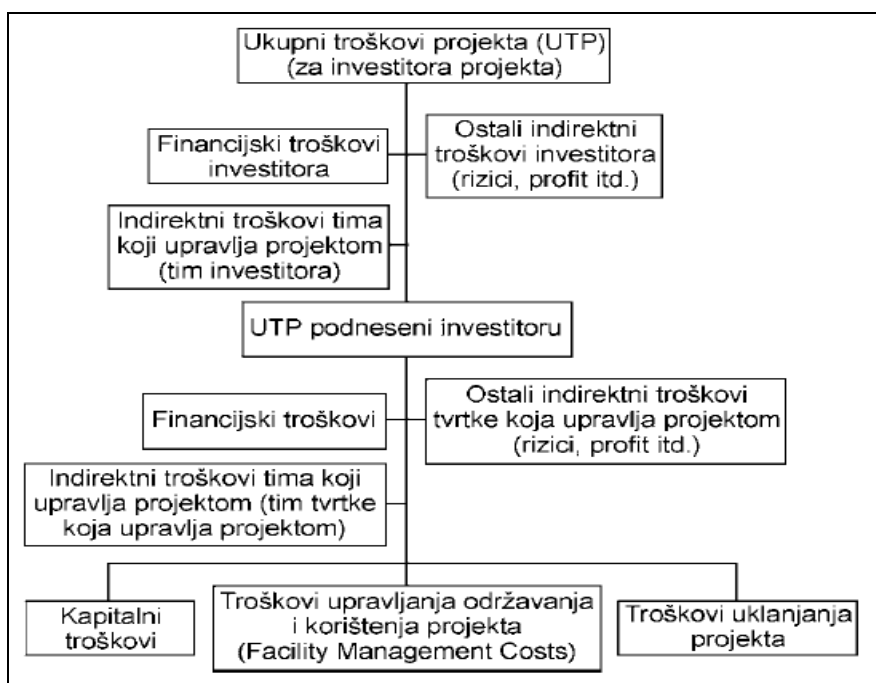 Ukupni troškovi projekta (UTP)
(za investitora projekta)
Financijski troškovi
investitora
Ostali indirektni
troškovi investitora
(rizici, profit itd.)
Indirektni troškovi tima
koji upravlja projektom
(tim investitora)
UTP podneseni investitoru
Financijski troškovi
Ostali indirektni troškovi
tvrtke koja upravlja projektom
(rizici, profit itd.)
Indirektni troškovi tima koji
upravlja projektom (tim tvrtke
koja upravlja projektom)
Kapitalni
troškovi
Troškovi upravljanja održavanja
i korištenja projekta
(Facility Management Costs)
Troškovi uklanjanja
projekta